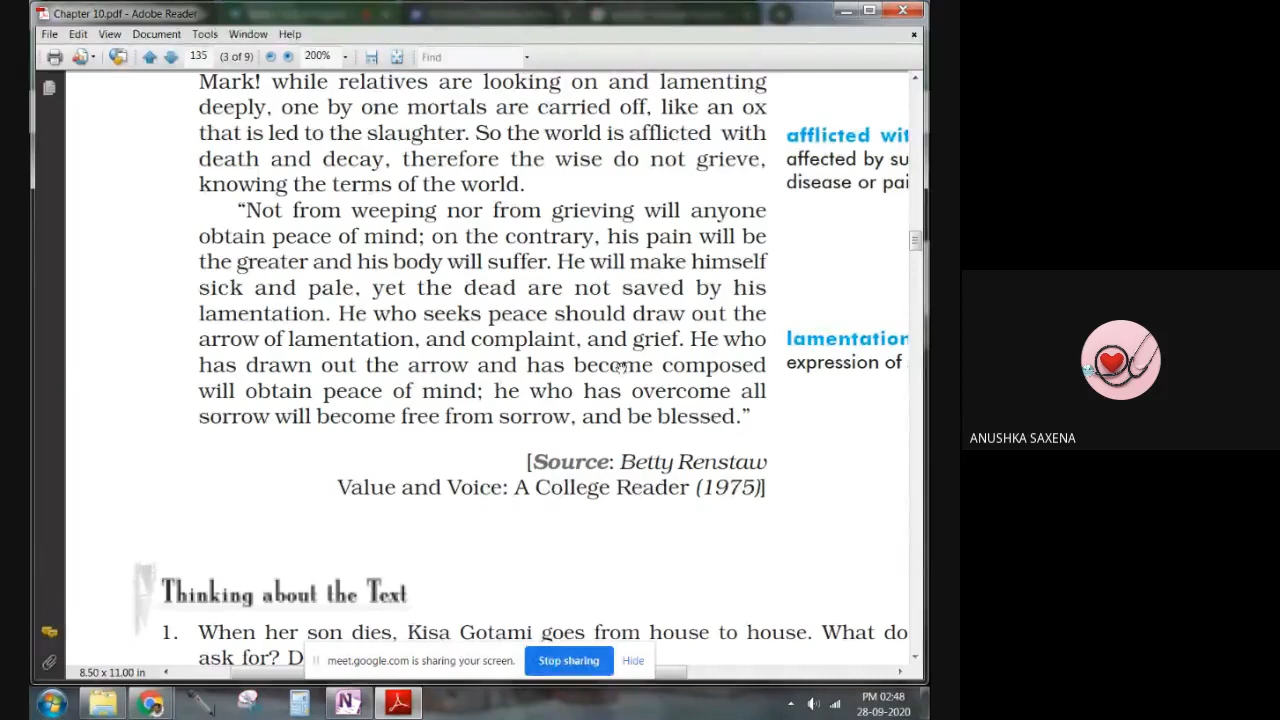 Chapter 10.pdf - Adobe Reader
File Edit View Document Tools Window Help
135 (3 of 9) 200% Find
Mark! while relatives are looking on and lamenting
deeply, one by one mortals are carried off, like an ox
that is led to the slaughter. So the world is afflicted with
death and decay, therefore the wise do not grieve,
knowing the terms of the world.
afflicted wi
affected by su
disease or pai
“Not from weeping nor from grieving will anyone
obtain peace of mind; on the contrary, his pain will be
the greater and his body will suffer. He will make himself
sick and pale, yet the dead are not saved by his
lamentation. He who seeks peace should draw out the
arrow of lamentation, and complaint, and grief. He who
has drawn out the arrow and has become composed
will obtain peace of mind; he who has overcome all
sorrow will become free from sorrow, and be blessed.”
lamentation
expression of
[Source: Betty Renstaw
Value and Voice: A College Reader (1975)]
Thinking about the Text
1. When her son dies, Kisa Gotami goes from house to house. What do
ask for? D
meet.google.com is sharing your screen. Stop sharing Hide
8.50 x 11.00 in
PM 02:48
28-09-2020
ANUSHKA SAXENA